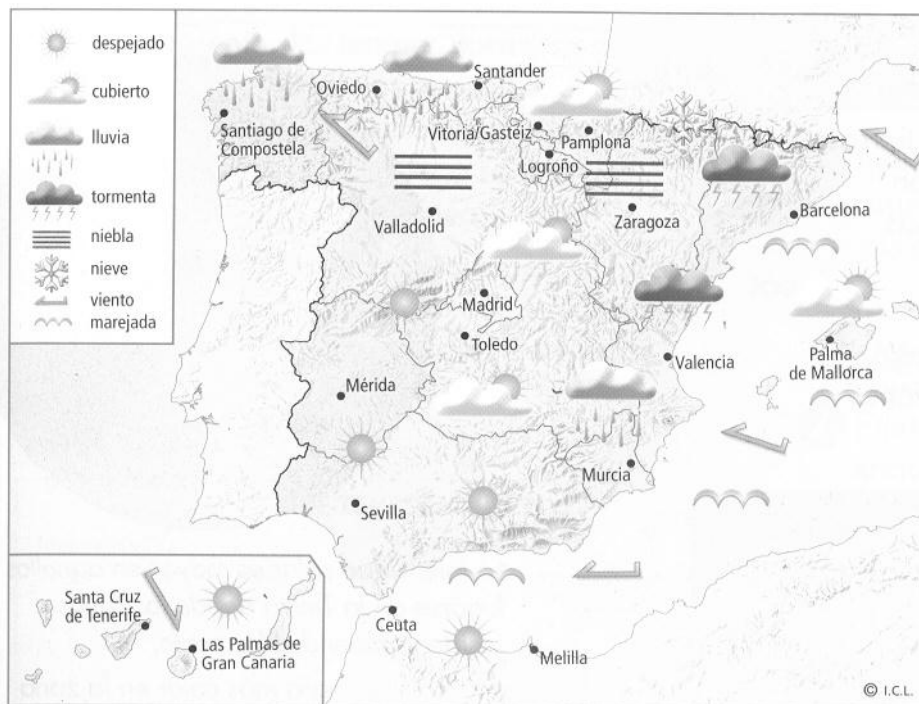 despejado
cubierto
lluvia
tormenta
niebla
nieve
viento
marejada
Santander
Oviedo
Santiago de
Compostela
Vitoria/Gasteiz
Pamplona
Logroño
Barcelona
Zaragoza
Valladolid
Madrid
Toledo
Valencia
Palma
de Mallorca
Mérida
Murcia
Sevilla
Santa Cruz
de Tenerife
Las Palmas de
Gran Canaria
Ceuta
Melilla
© I.C.L.